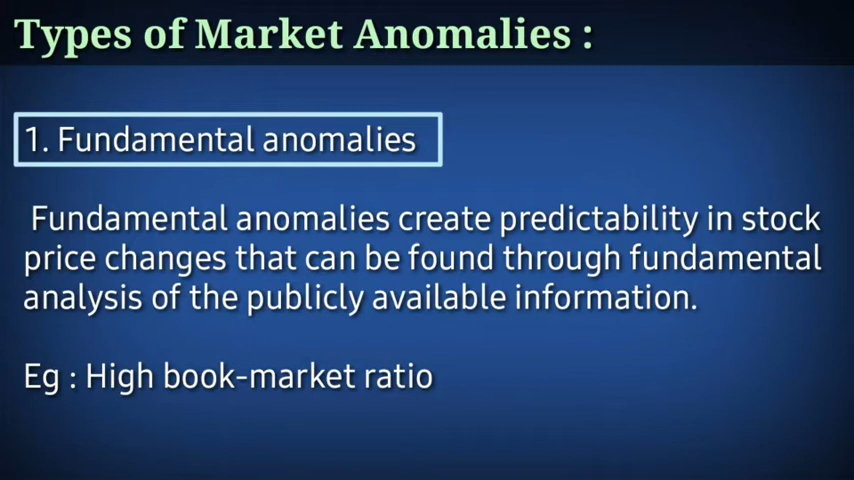 Types of Market Anomalies :
1. Fundamental anomalies
Fundamental anomalies create predictability in stock
price changes that can be found through fundamental
analysis of the publicly available information.
Eg : High book-market ratio